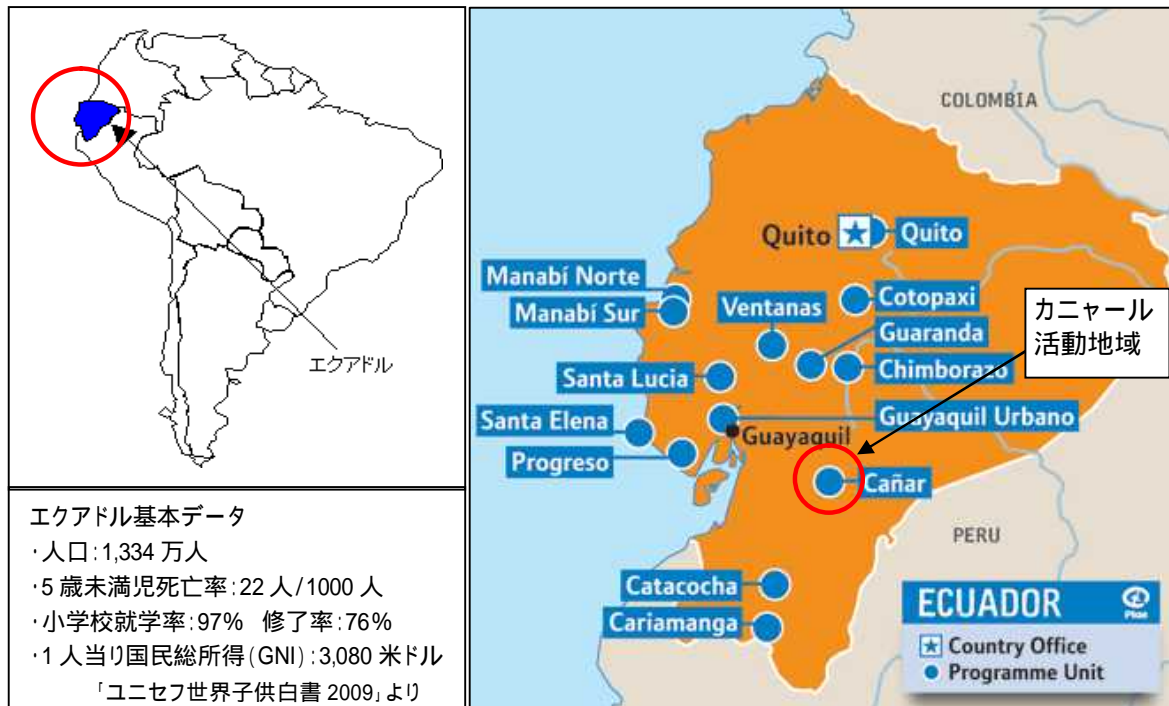 エクアドル
エクアドル基本データ
・人口:1,334 万人
・5 歳未満児死亡率:22 人/1000 人
・小学校就学率:97% 修了率:76%
・1 人当り国民総所得(GNI):3,080 米ドル
「ユニセフ世界子供白書 2009」より
COLOMBIA
Quito
Quito
Manabí Norte
Manabí Sur
Cotopaxi
Ventanas
Guaranda
カニャール
活動地域
Chimborazo
Santa Lucia
Guayaquil Urbano
Santa Elena
Guayaquil
Progreso
Cañar
PERU
Catacocha
Cariamanga
ECUADOR
Plan
Country Office
Programme Unit